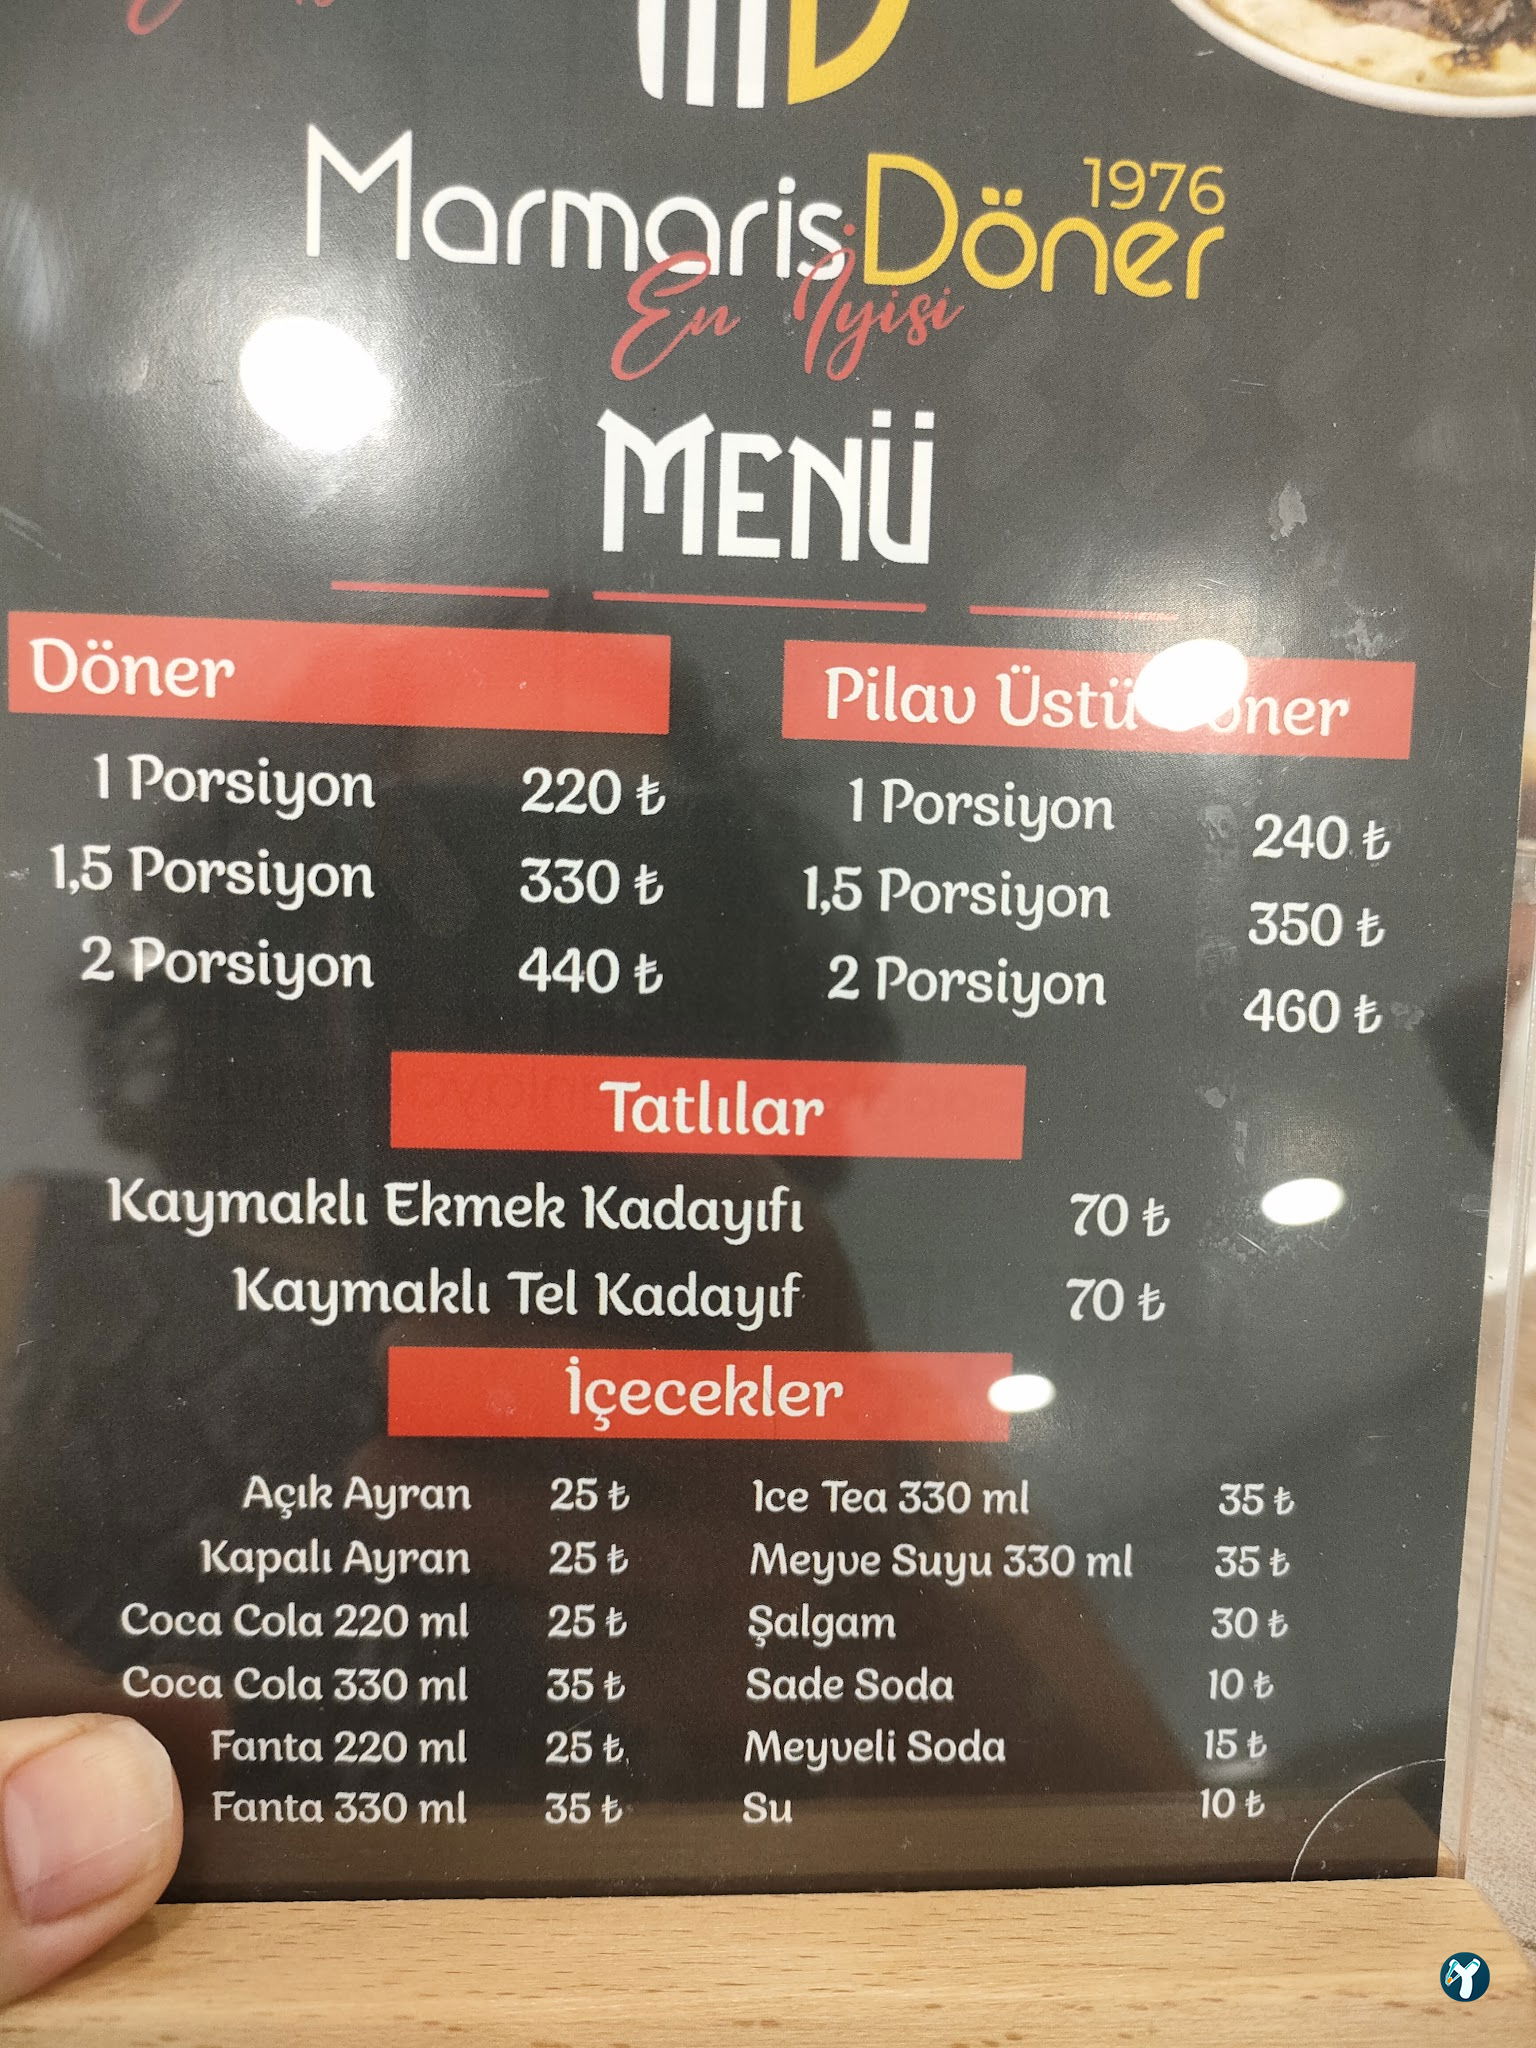 Marmaris Döner
1976
En İyisi
MENÜ
Döner
1 Porsiyon 220 ₺
1,5 Porsiyon 330 ₺
2 Porsiyon 440 ₺
Pilav Üstü Döner
1 Porsiyon 240 ₺
1,5 Porsiyon 350 ₺
2 Porsiyon 460 ₺
Tatlılar
Kaymaklı Ekmek Kadayıfı 70 ₺
Kaymaklı Tel Kadayıf 70 ₺
İçecekler
Açık Ayran 25 ₺
Kapalı Ayran 25 ₺
Coca Cola 220 ml 25 ₺
Coca Cola 330 ml 35 ₺
Fanta 220 ml 25 ₺
Fanta 330 ml 35 ₺
Ice Tea 330 ml 35 ₺
Meyve Suyu 330 ml 35 ₺
Şalgam 30 ₺
Sade Soda 10 ₺
Meyveli Soda 15 ₺
Su 10 ₺